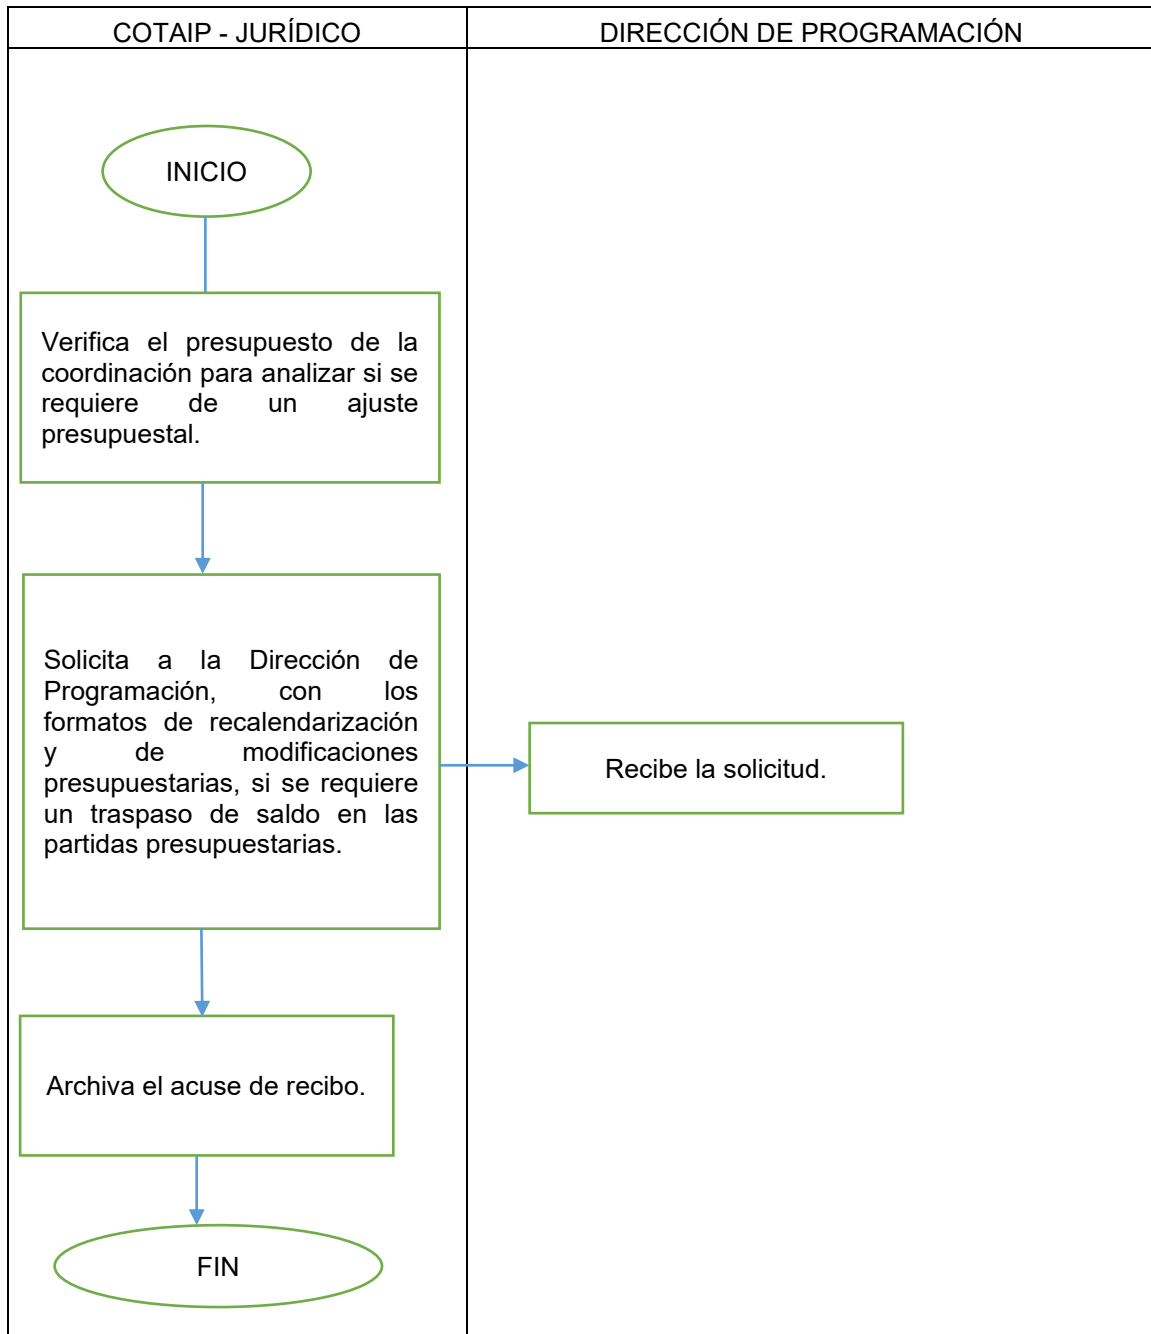 COTAIP - JURÍDICO
DIRECCIÓN DE PROGRAMACIÓN
INICIO
Verifica el presupuesto de la
coordinación para analizar si se
requiere de un ajuste
presupuestal.
Solicita a la Dirección de
Programación, con los
formatos de recalendarización
y de modificaciones
presupuestarias, si se requiere
un traspaso de saldo en las
partidas presupuestarias.
Recibe la solicitud.
Archiva el acuse de recibo.
FIN